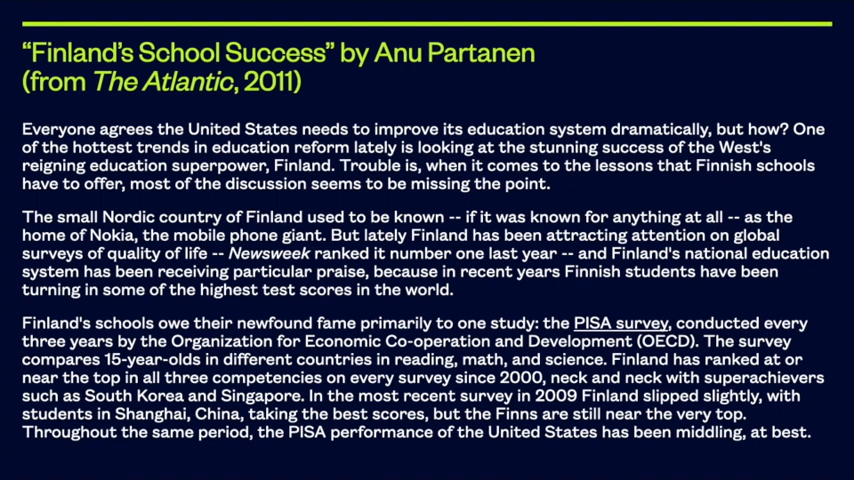 “Finland’s School Success” by Anu Partanen
(from The Atlantic, 2011)
Everyone agrees the United States needs to improve its education system dramatically, but how? One
of the hottest trends in education reform lately is looking at the stunning success of the West's
reigning education superpower, Finland. Trouble is, when it comes to the lessons that Finnish schools
have to offer, most of the discussion seems to be missing the point.
The small Nordic country of Finland used to be known -- if it was known for anything at all -- as the
home of Nokia, the mobile phone giant. But lately Finland has been attracting attention on global
surveys of quality of life -- Newsweek ranked it number one last year -- and Finland's national education
system has been receiving particular praise, because in recent years Finnish students have been
turning in some of the highest test scores in the world.
Finland's schools owe their newfound fame primarily to one study: the PISA survey, conducted every
three years by the Organization for Economic Co-operation and Development (OECD). The survey
compares 15-year-olds in different countries in reading, math, and science. Finland has ranked at or
near the top in all three competencies on every survey since 2000, neck and neck with superachievers
such as South Korea and Singapore. In the most recent survey in 2009 Finland slipped slightly, with
students in Shanghai, China, taking the best scores, but the Finns are still near the very top.
Throughout the same period, the PISA performance of the United States has been middling, at best.